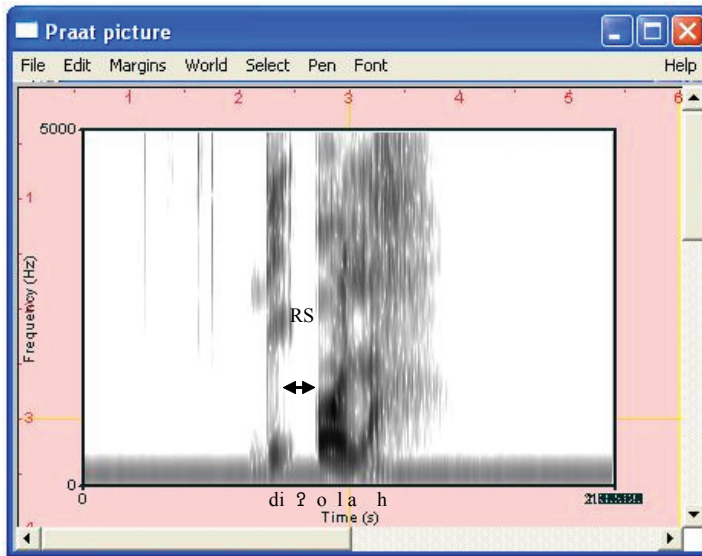 Praat picture
File Edit Margins World Select Pen Font Help
1 2 3 4 5 6
5000
1
Frequency (Hz)
RS
3
0
0
di ʔ o l a h
Time (s)